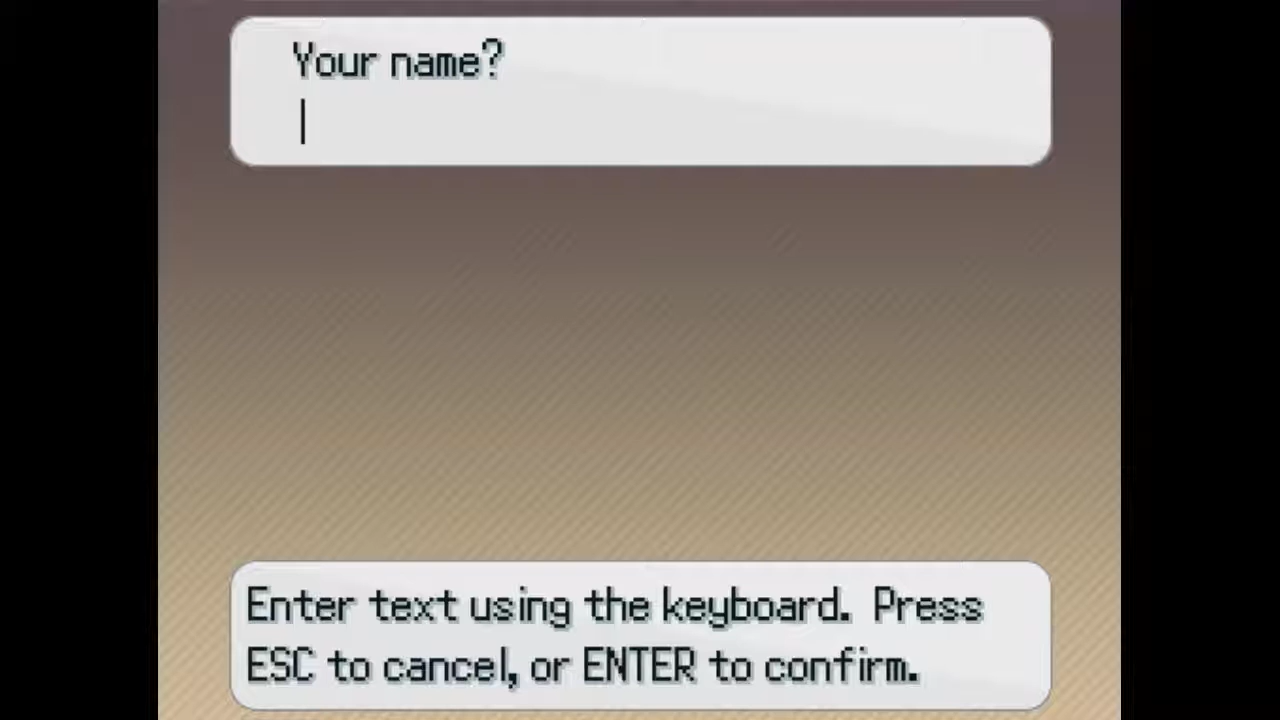 Your name?
Enter text using the keyboard.  Press
ESC to cancel, or ENTER to confirm.